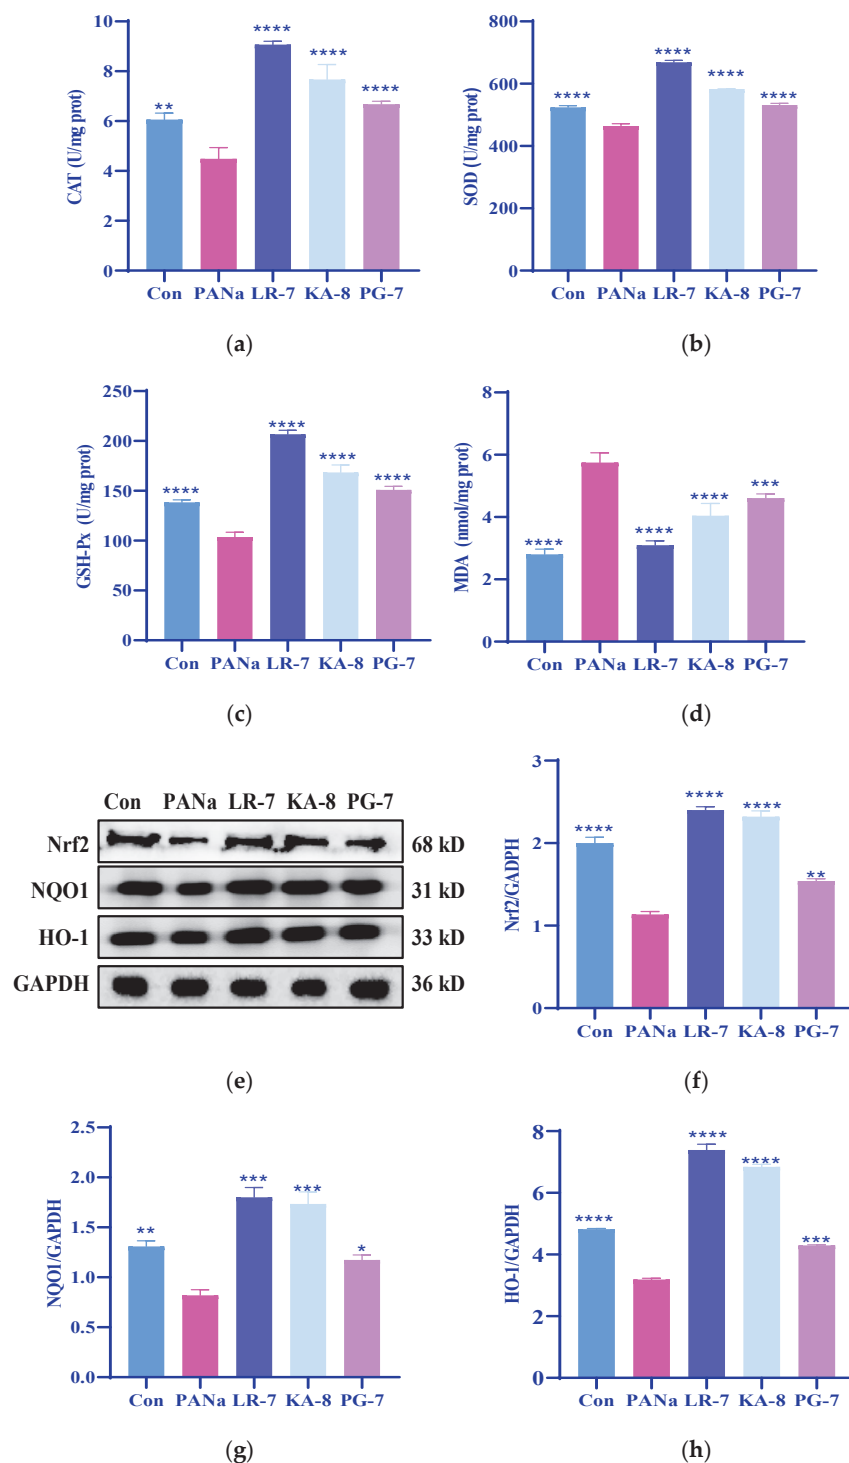 10
8
6
4
2
0
CAT (U/mg prot)
**
****
****
****
Con PANa LR-7 KA-8 PG-7
(a)
800
600
400
200
0
SOD (U/mg prot)
****
****
****
****
Con PANa LR-7 KA-8 PG-7
(b)
250
200
150
100
50
0
GSH-Px (U/mg prot)
****
****
****
****
Con PANa LR-7 KA-8 PG-7
(c)
8
6
4
2
0
MDA (nmol/mg prot)
****
****
****
***
Con PANa LR-7 KA-8 PG-7
(d)
Con PANa LR-7 KA-8 PG-7
Nrf2 68 kD
NQO1 31 kD
HO-1 33 kD
GAPDH 36 kD
(e)
3
2
1
0
Nrf2/GADPH
****
****
****
**
Con PANa LR-7 KA-8 PG-7
(f)
2.5
2.0
1.5
1.0
0.5
0.0
NQO1/GAPDH
**
***
***
*
Con PANa LR-7 KA-8 PG-7
(g)
8
6
4
2
0
HO-1/GAPDH
****
****
****
***
Con PANa LR-7 KA-8 PG-7
(h)